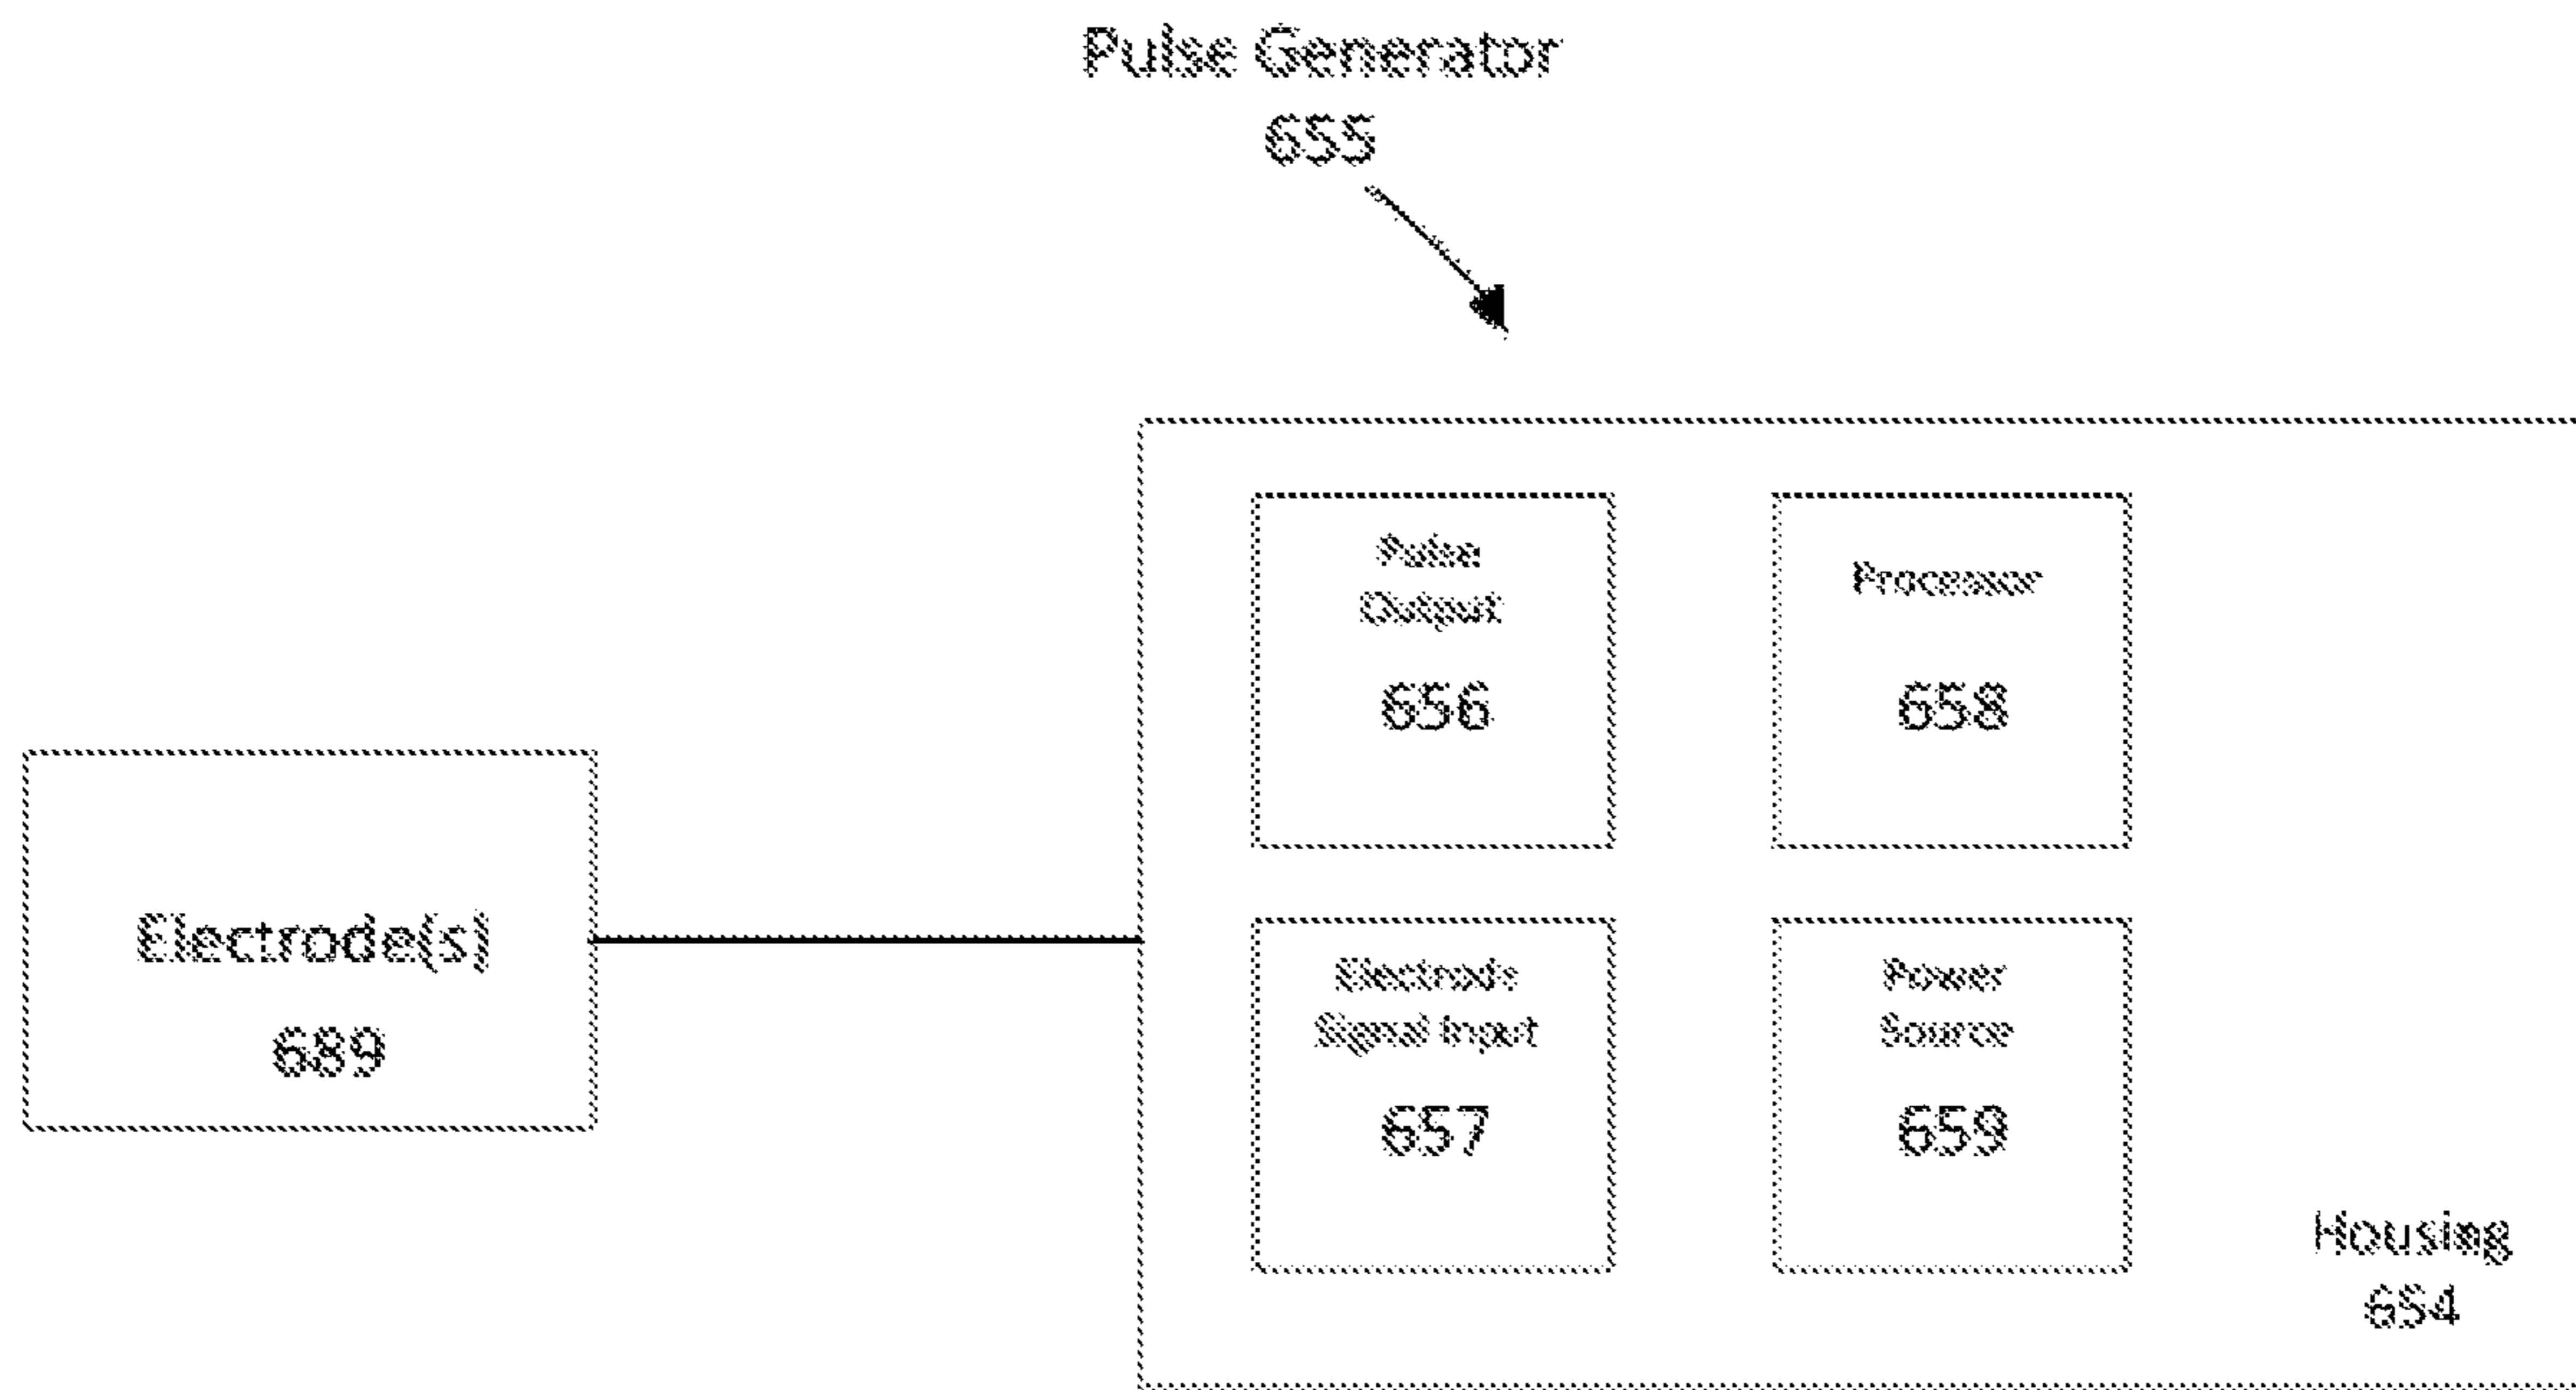 Pulse Generator
655
Pulse
Output
656
Processor
658
Electrode(s)
689
Electrode
Signal Input
657
Power
Source
659
Housing
654